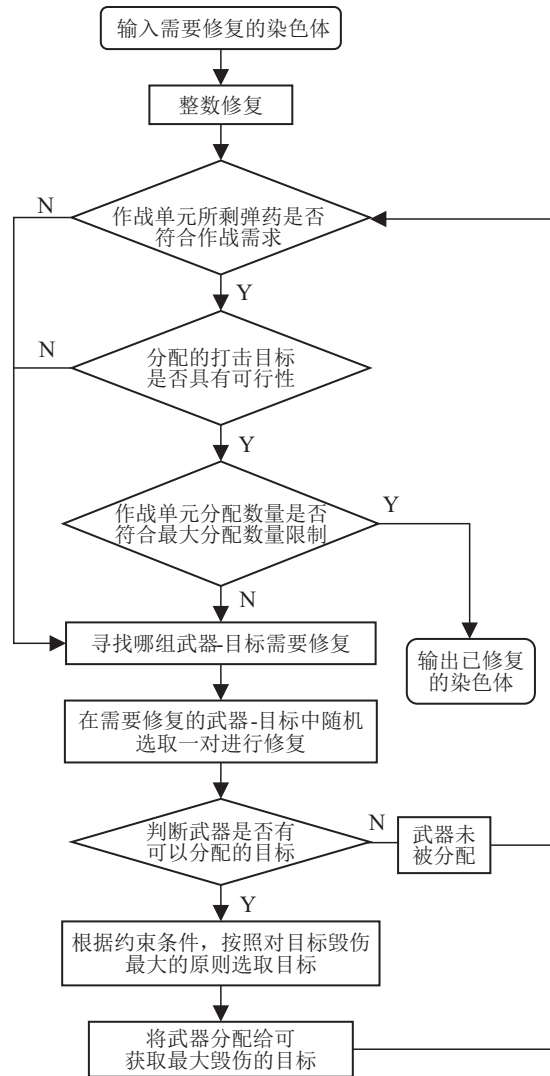 输入需要修复的染色体
整数修复
N
作战单元所剩弹药是否
符合作战需求
Y
N
分配的打击目标
是否具有可行性
Y
作战单元分配数量是否
符合最大分配数量限制
Y
N
寻找哪组武器-目标需要修复
输出已修复
的染色体
在需要修复的武器-目标中随机
选取一对进行修复
判断武器是否有
可以分配的目标
N
武器未
被分配
Y
根据约束条件，按照对目标毁伤
最大的原则选取目标
将武器分配给可
获取最大毁伤的目标